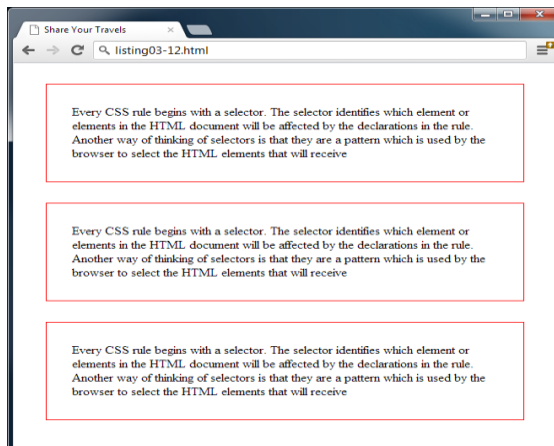 Share Your Travels
listing03-12.html
Every CSS rule begins with a selector. The selector identifies which element or
elements in the HTML document will be affected by the declarations in the rule.
Another way of thinking of selectors is that they are a pattern which is used by the
browser to select the HTML elements that will receive
Every CSS rule begins with a selector. The selector identifies which element or
elements in the HTML document will be affected by the declarations in the rule.
Another way of thinking of selectors is that they are a pattern which is used by the
browser to select the HTML elements that will receive
Every CSS rule begins with a selector. The selector identifies which element or
elements in the HTML document will be affected by the declarations in the rule.
Another way of thinking of selectors is that they are a pattern which is used by the
browser to select the HTML elements that will receive